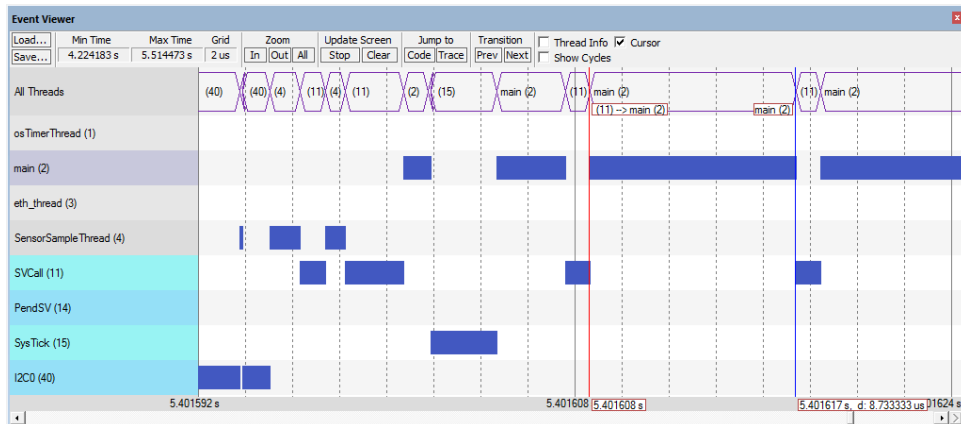 Event Viewer
Load... Min Time Max Time Grid Zoom Update Screen Jump to Transition Thread Info Cursor
Save... 4.224183 s 5.514473 s 2 us In Out All Stop Clear Code Trace Prev Next Show Cycles
All Threads (40) (40) (4) (11) (4) (11) (2) (15) main (2) (11) main (2) (11) main (2)
(11) --> main (2) main (2)
osTimerThread (1)
main (2)
eth_thread (3)
SensorSampleThread (4)
SVCall (11)
PendSV (14)
SysTick (15)
I2C0 (40)
5.401592 s 5.401608 5.401608 s 5.401617 s, d: 8.733333 us 01624 s